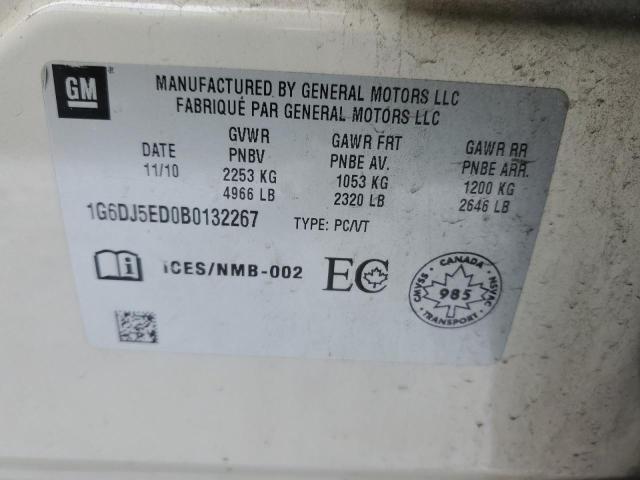 GM
MANUFACTURED BY GENERAL MOTORS LLC
FABRIQUÉ PAR GENERAL MOTORS LLC
DATE
11/10
GVWR
PNBV
2253 KG
4966 LB
GAWR FRT
PNBE AV.
1053 KG
2320 LB
GAWR RR
PNBE ARR.
1200 KG
2646 LB
1G6DJ5ED0B0132267 TYPE: PC/VT
ICES/NMB-002
EC
CANADA
CMVSS
NSVAC
985
TRANSPORT